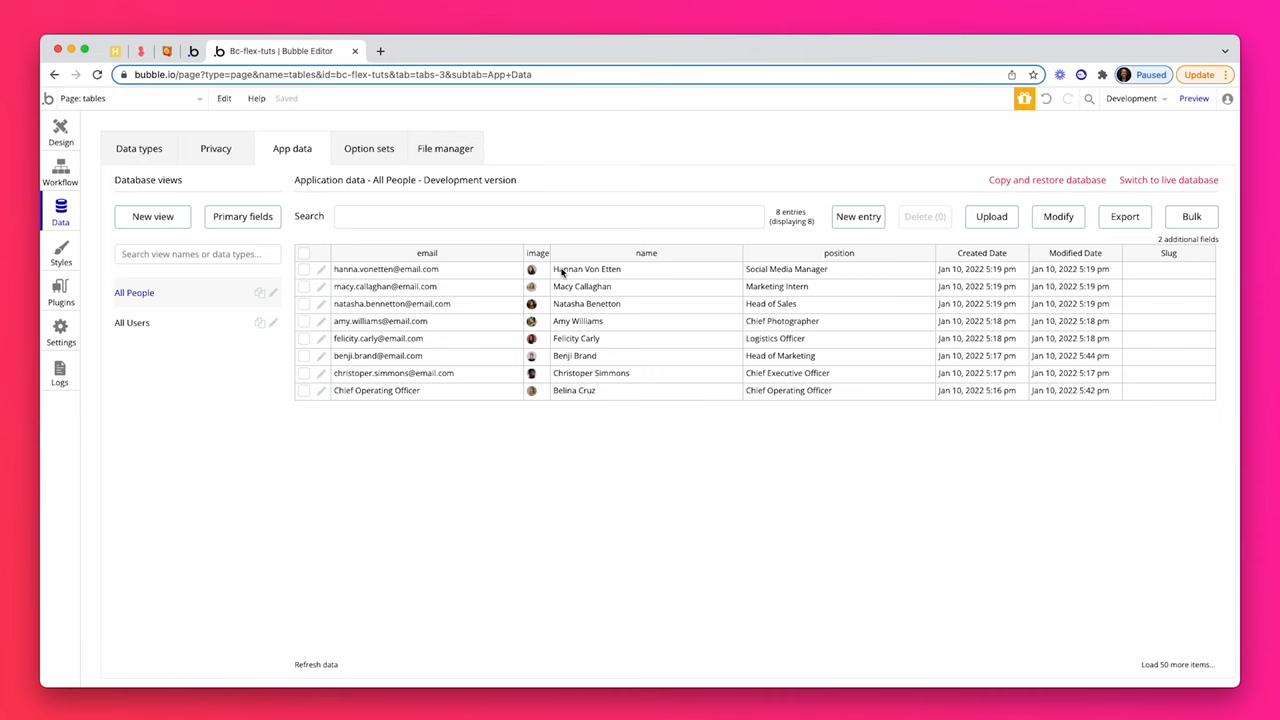 Bc-flex-tuts | Bubble Editor
bubble.io/page?type=page&name=tables&id=bc-flex-tuts&tab=tabs-3&subtab=App+Data
Paused
Update
Page: tables
Edit
Help
Saved
Development
Preview
Design
Workflow
Data
Styles
Plugins
Settings
Logs
Data types
Privacy
App data
Option sets
File manager
Database views
New view
Primary fields
Search view names or data types...
All People
All Users
Application data - All People - Development version
Copy and restore database
Switch to live database
Search
8 entries
(displaying 8)
New entry
Delete (0)
Upload
Modify
Export
Bulk
2 additional fields
email image name position Created Date Modified Date Slug
hanna.vonetten@email.com Hannan Von Etten Social Media Manager Jan 10, 2022 5:19 pm Jan 10, 2022 5:19 pm
macy.callaghan@email.com Macy Callaghan Marketing Intern Jan 10, 2022 5:19 pm Jan 10, 2022 5:19 pm
natasha.bennetton@email.com Natasha Benetton Head of Sales Jan 10, 2022 5:19 pm Jan 10, 2022 5:19 pm
amy.williams@email.com Amy Williams Chief Photographer Jan 10, 2022 5:18 pm Jan 10, 2022 5:18 pm
felicity.carly@email.com Felicity Carly Logistics Officer Jan 10, 2022 5:18 pm Jan 10, 2022 5:18 pm
benji.brand@email.com Benji Brand Head of Marketing Jan 10, 2022 5:17 pm Jan 10, 2022 5:44 pm
christoper.simmons@email.com Christoper Simmons Chief Executive Officer Jan 10, 2022 5:17 pm Jan 10, 2022 5:17 pm
Chief Operating Officer Belina Cruz Chief Operating Officer Jan 10, 2022 5:16 pm Jan 10, 2022 5:42 pm
Refresh data
Load 50 more items...